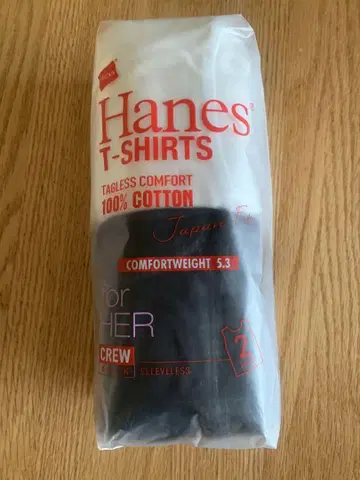 Hanes
T-SHIRTS
TAGLESS COMFORT
100% COTTON
Japan Fit
COMFORTWEIGHT 5.3
for
HER
2
CREW
SLEEVELESS